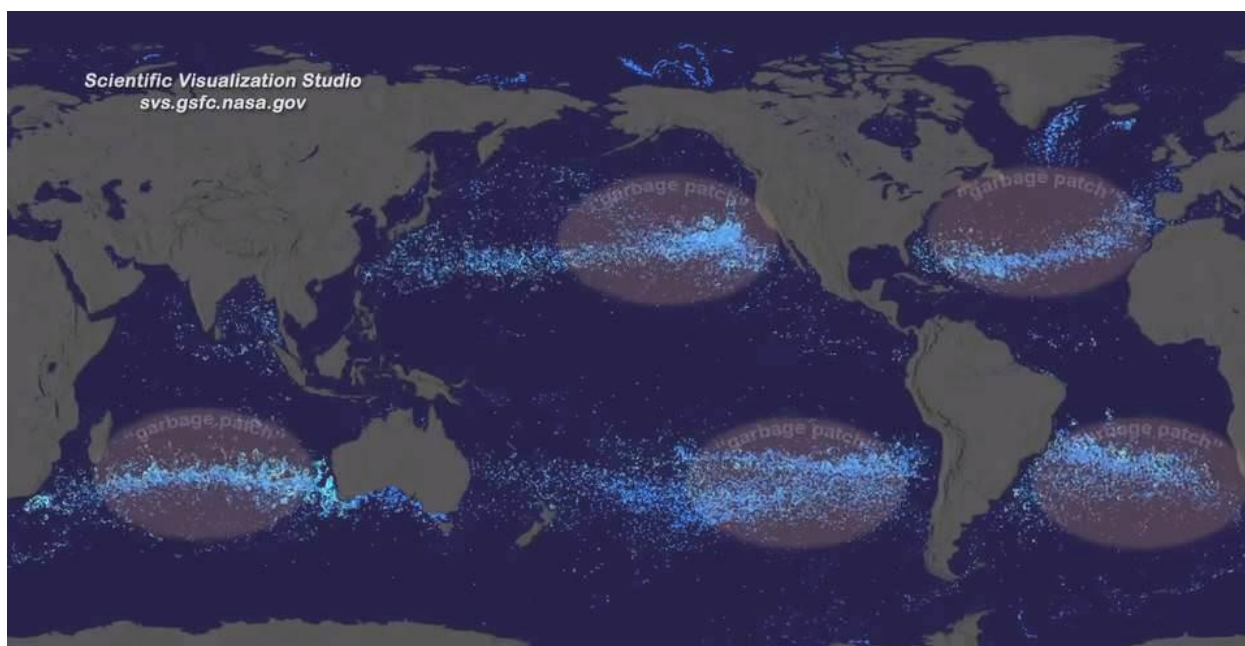 Scientific Visualization Studio
svs.gsfc.nasa.gov
"garbage patch"
"garbage patch"
"garbage patch"
"garbage patch"
patch"